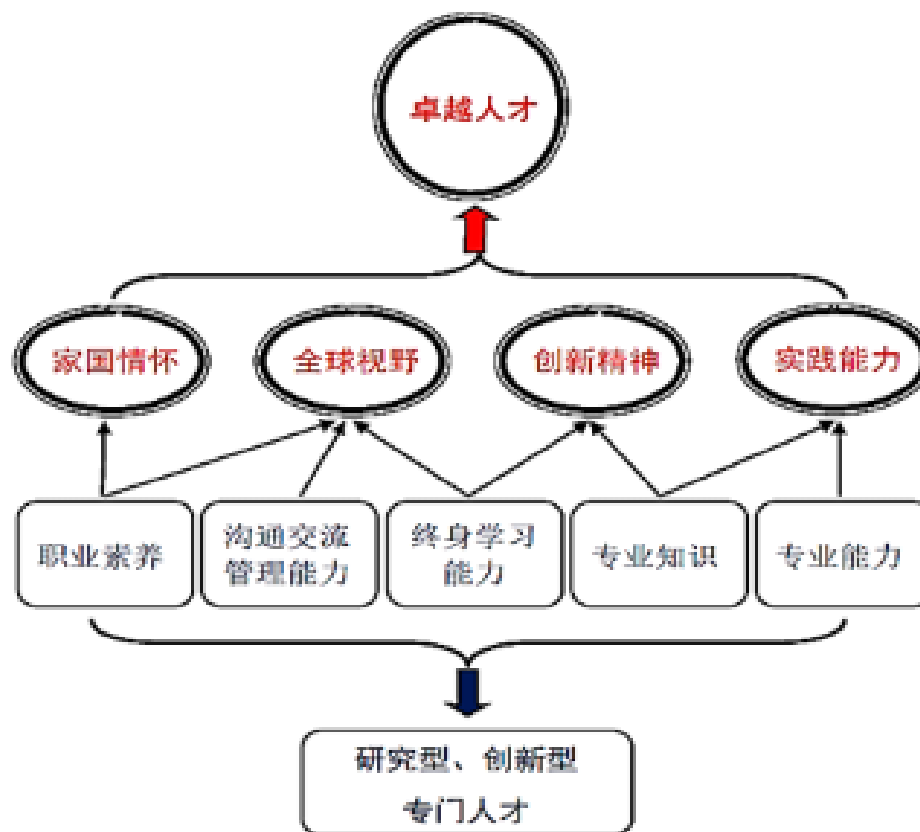 卓越人才
家国情怀
全球视野
创新精神
实践能力
职业素养
沟通交流
管理能力
终身学习
能力
专业知识
专业能力
研究型、创新型
专门人才